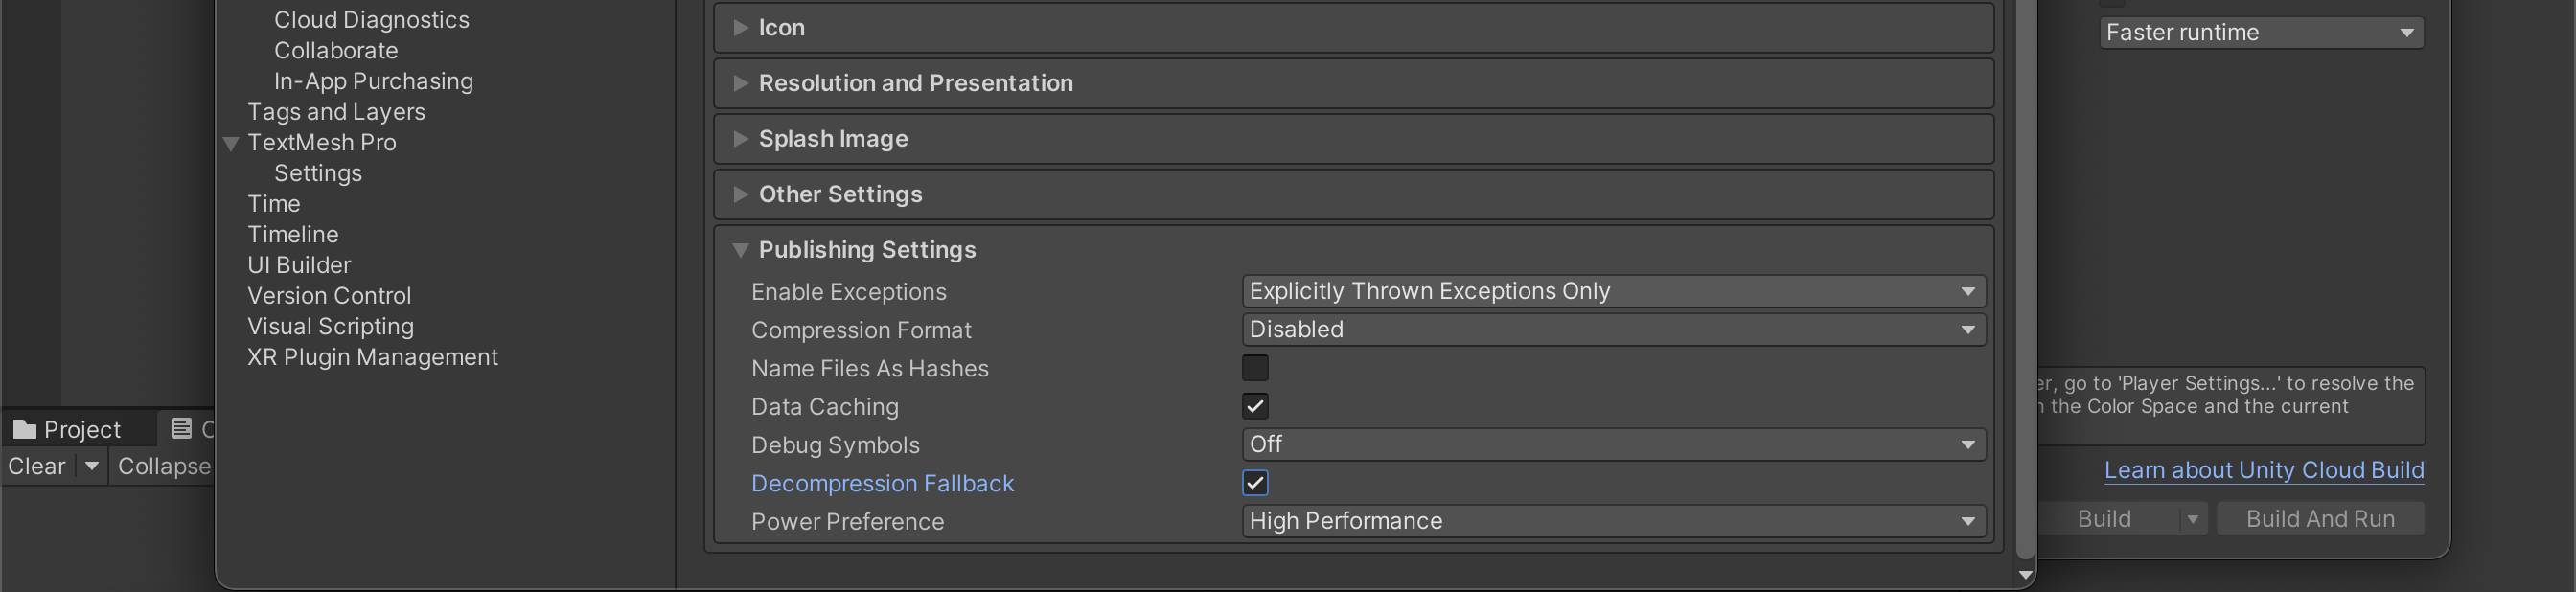 Cloud Diagnostics
Collaborate
In-App Purchasing
Tags and Layers
TextMesh Pro
Settings
Time
Timeline
UI Builder
Version Control
Visual Scripting
XR Plugin Management
Project
Clear
Collapse
Icon
Resolution and Presentation
Splash Image
Other Settings
Publishing Settings
Enable Exceptions Explicitly Thrown Exceptions Only
Compression Format Disabled
Name Files As Hashes
Data Caching
Debug Symbols Off
Decompression Fallback
Power Preference High Performance
Faster runtime
go to 'Player Settings...' to resolve the
the Color Space and the current
Learn about Unity Cloud Build
Build Build And Run